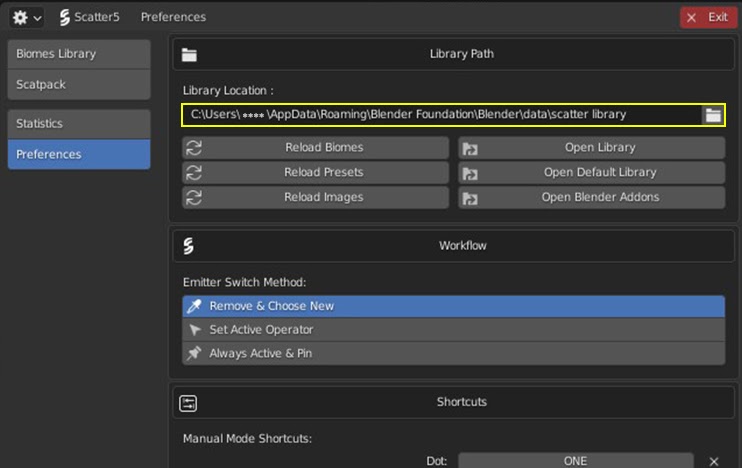 Scatter5 Preferences Exit
Biomes Library
Scatpack
Statistics
Preferences
Library Path
Library Location :
C:\Users\ **** \AppData\Roaming\Blender Foundation\Blender\data\scatter library
Reload Biomes Open Library
Reload Presets Open Default Library
Reload Images Open Blender Addons
Workflow
Emitter Switch Method:
Remove & Choose New
Set Active Operator
Always Active & Pin
Shortcuts
Manual Mode Shortcuts:
Dot: ONE